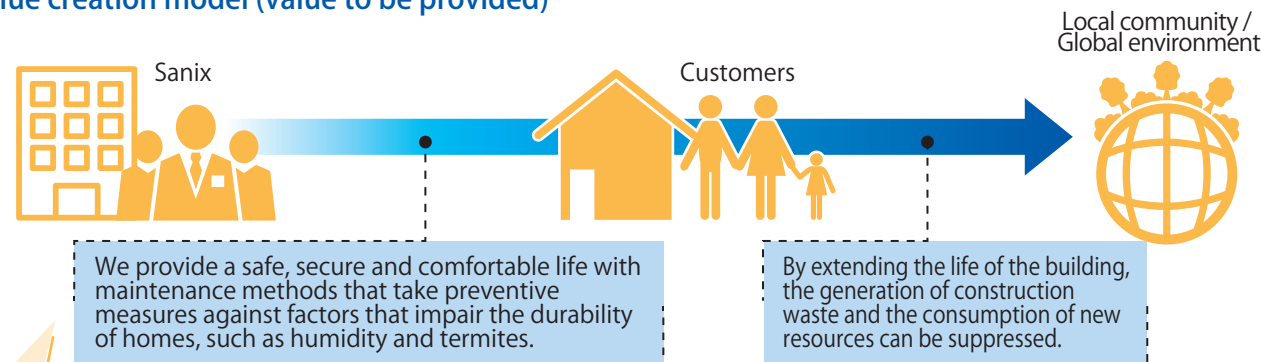 lue creation model (value to be provided)
Local community /
Global environment
Sanix
Customers
We provide a safe, secure and comfortable life with
maintenance methods that take preventive
measures against factors that impair the durability
of homes, such as humidity and termites.
By extending the life of the building,
the generation of construction
waste and the consumption of new
resources can be suppressed.